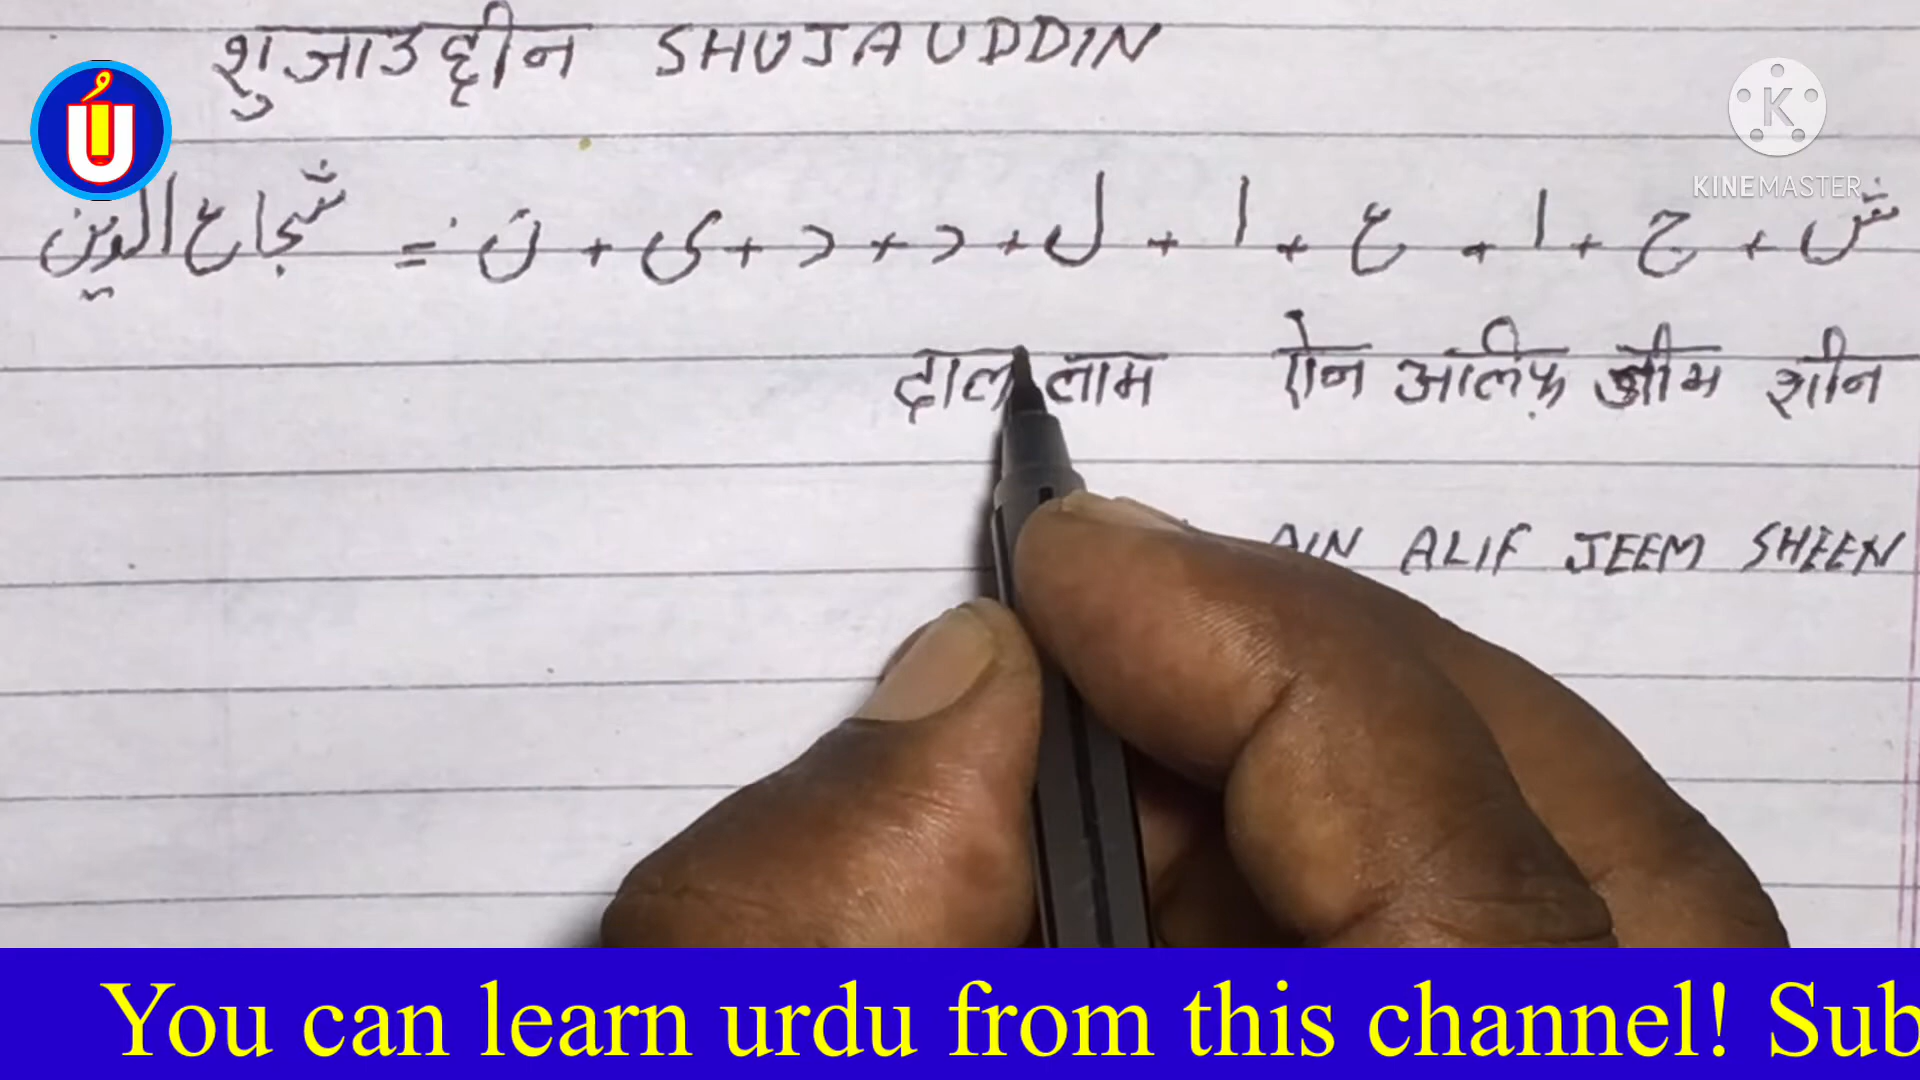 शुजाउद्दीन SHUJAUDDIN
KINEMASTER
ش + ج + ا + ع + ا + ل + د + د + ی + ن = شجاع الدین
दाल लाम ऐन अलिफ़ जीम शीन
AIN ALIF JEEM SHEEN
You can learn urdu from this channel! Sub